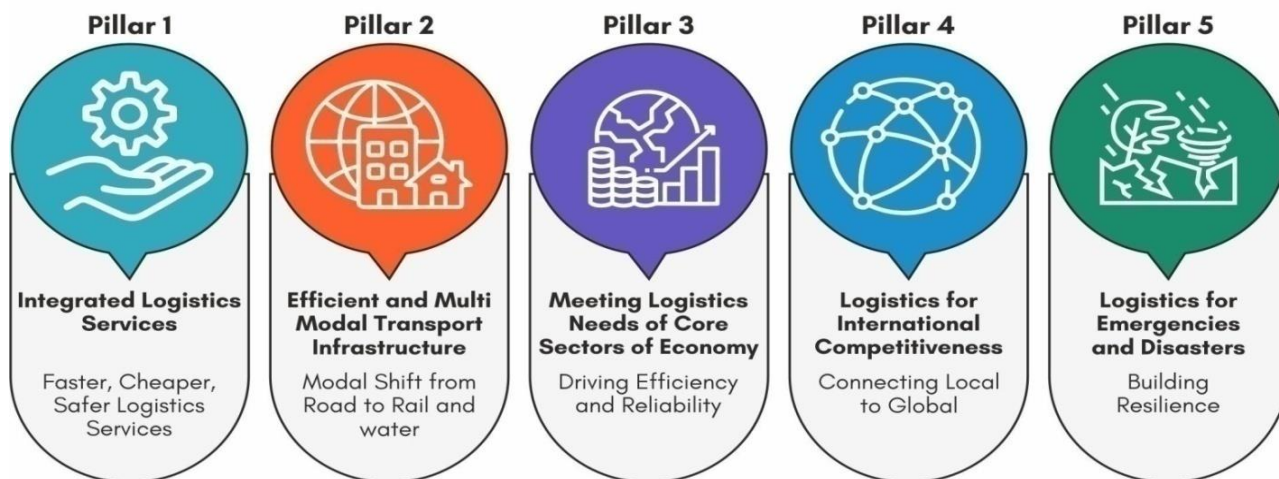 Pillar 1
Integrated Logistics
Services
Faster, Cheaper,
Safer Logistics
Services
Pillar 2
Efficient and Multi
Modal Transport
Infrastructure
Modal Shift from
Road to Rail and
water
Pillar 3
Meeting Logistics
Needs of Core
Sectors of Economy
Driving Efficiency
and Reliability
Pillar 4
Logistics for
International
Competitiveness
Connecting Local
to Global
Pillar 5
Logistics for
Emergencies
and Disasters
Building
Resilience